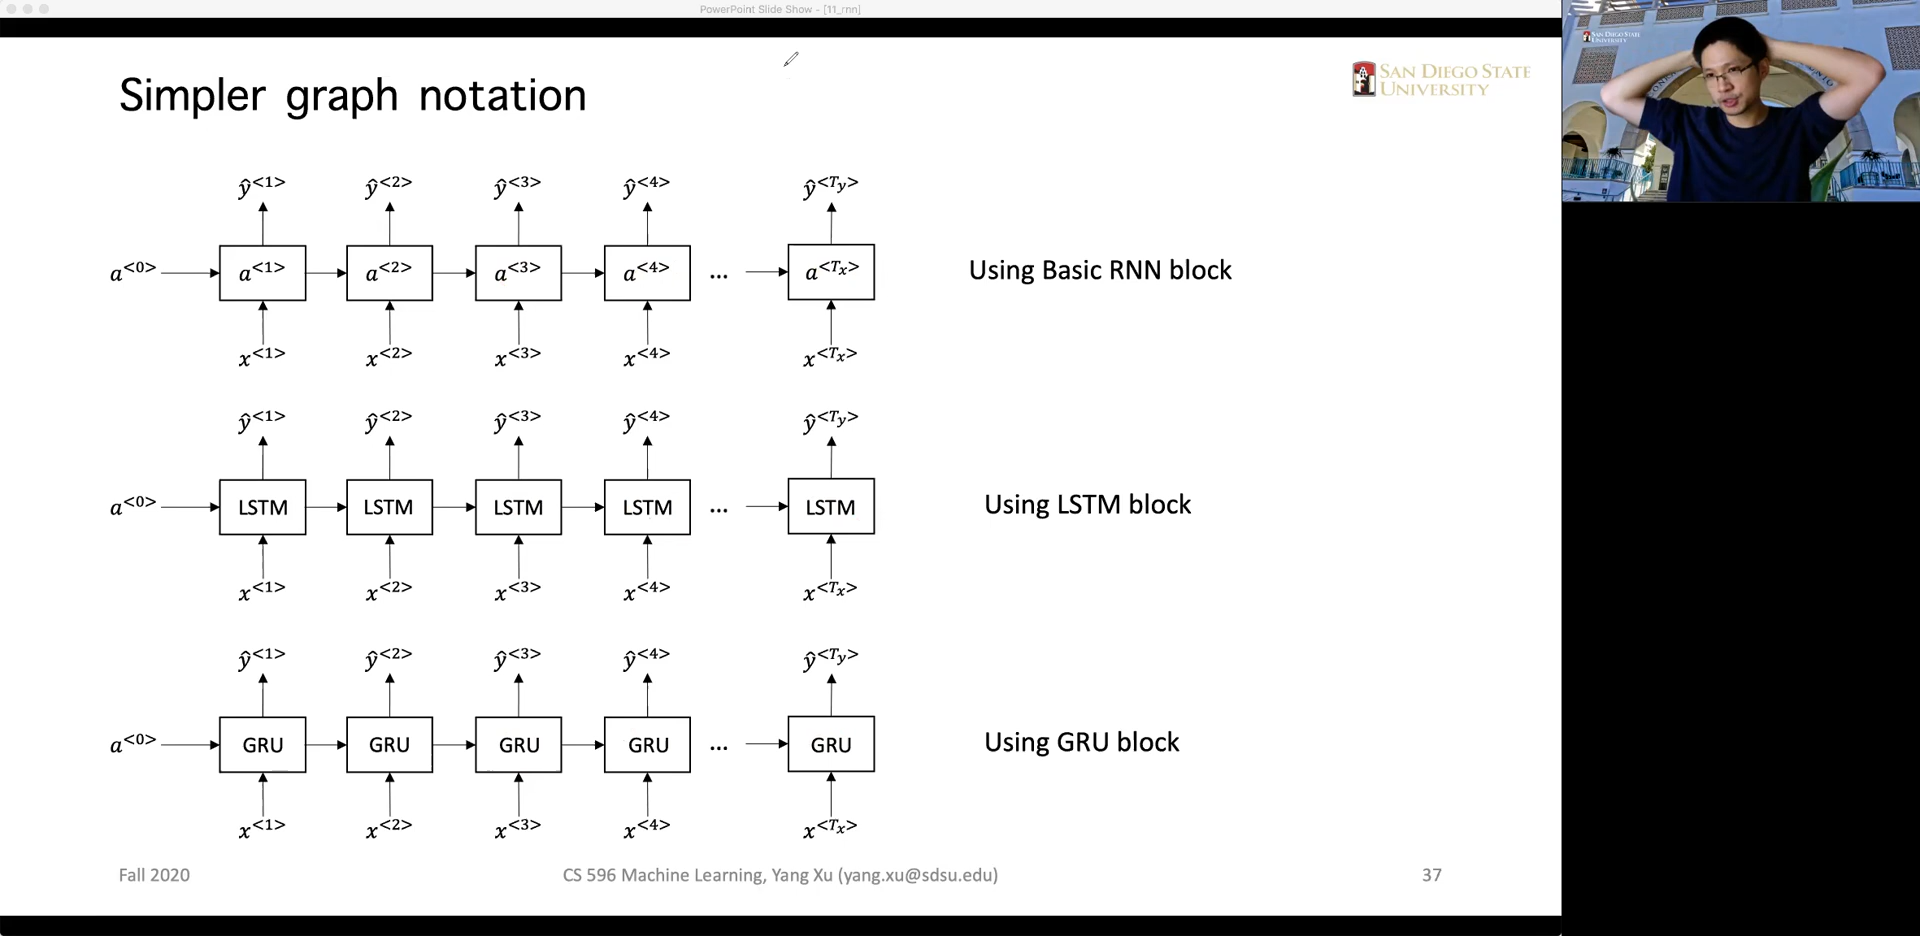 PowerPoint Slide Show - [11_rnn]
Simpler graph notation
SAN DIEGO STATE
UNIVERSITY
SAN DIEGO STATE
UNIVERSITY
ŷ<1> ŷ<2> ŷ<3> ŷ<4> ŷ<Ty>
a<0> a<1> a<2> a<3> a<4> ... a<Tx> Using Basic RNN block
x<1> x<2> x<3> x<4> x<Tx>
ŷ<1> ŷ<2> ŷ<3> ŷ<4> ŷ<Ty>
a<0> LSTM LSTM LSTM LSTM ... LSTM Using LSTM block
x<1> x<2> x<3> x<4> x<Tx>
ŷ<1> ŷ<2> ŷ<3> ŷ<4> ŷ<Ty>
a<0> GRU GRU GRU GRU ... GRU Using GRU block
x<1> x<2> x<3> x<4> x<Tx>
Fall 2020 CS 596 Machine Learning, Yang Xu (yang.xu@sdsu.edu) 37